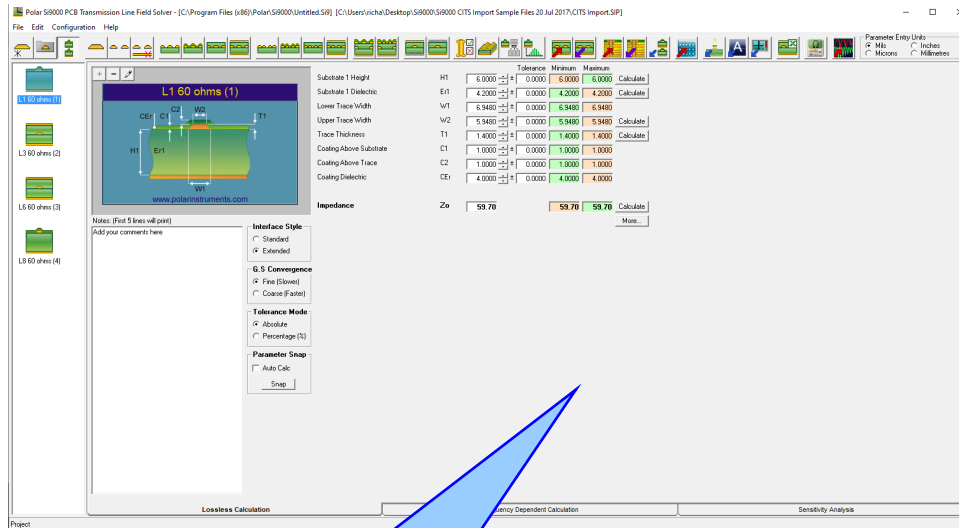 Polar Si9000 PCB Transmission Line Field Solver - [C:\Program Files (x86)\Polar\Si9000\Untitled.Si9] [C:\Users\richa\Desktop\Si9000\Si9000 CITS Import Sample Files 20 Jul 2017\CITS Import.SIP]
File Edit Configuration Help
Parameter Entry Units
Mils Inches
Microns Millimetres
L1 60 ohms (1)
L3 60 ohms (2)
L6 60 ohms (3)
L8 60 ohms (4)
L1 60 ohms (1)
CEr C1 C2 W2 T1
H1 Er1
W1
www.polarinstruments.com
Notes: (First 5 lines will print)
Add your comments here
Interface Style
Standard
Extended
G.S Convergence
Fine (Slower)
Coarse (Faster)
Tolerance Mode
Absolute
Percentage (%)
Parameter Snap
Auto Calc
Snap
Tolerance Minimum Maximum
Substrate 1 Height H1 6.0000 ± 0.0000 6.0000 6.0000 Calculate
Substrate 1 Dielectric Er1 4.2000 ± 0.0000 4.2000 4.2000 Calculate
Lower Trace Width W1 6.9480 ± 0.0000 6.9480 6.9480
Upper Trace Width W2 5.9480 ± 0.0000 5.9480 5.9480 Calculate
Trace Thickness T1 1.4000 ± 0.0000 1.4000 1.4000 Calculate
Coating Above Substrate C1 1.0000 ± 0.0000 1.0000 1.0000
Coating Above Trace C2 1.0000 ± 0.0000 1.0000 1.0000
Coating Dielectric CEr 4.0000 ± 0.0000 4.0000 4.0000
Impedance Zo 59.70 59.70 59.70 Calculate
More...
Lossless Calculation
uency Dependent Calculation
Sensitivity Analysis
Project